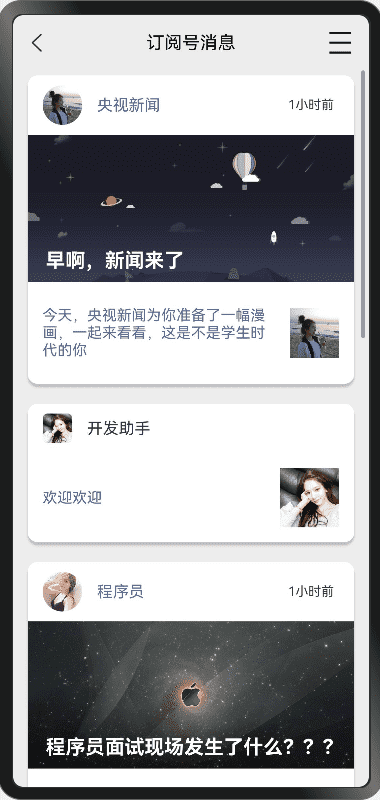 订阅号消息
央视新闻
1小时前
早啊，新闻来了
今天，央视新闻为你准备了一幅漫
画，一起来看看，这是不是学生时
代的你
开发助手
欢迎欢迎
程序员
1小时前
程序员面试现场发生了什么？？？